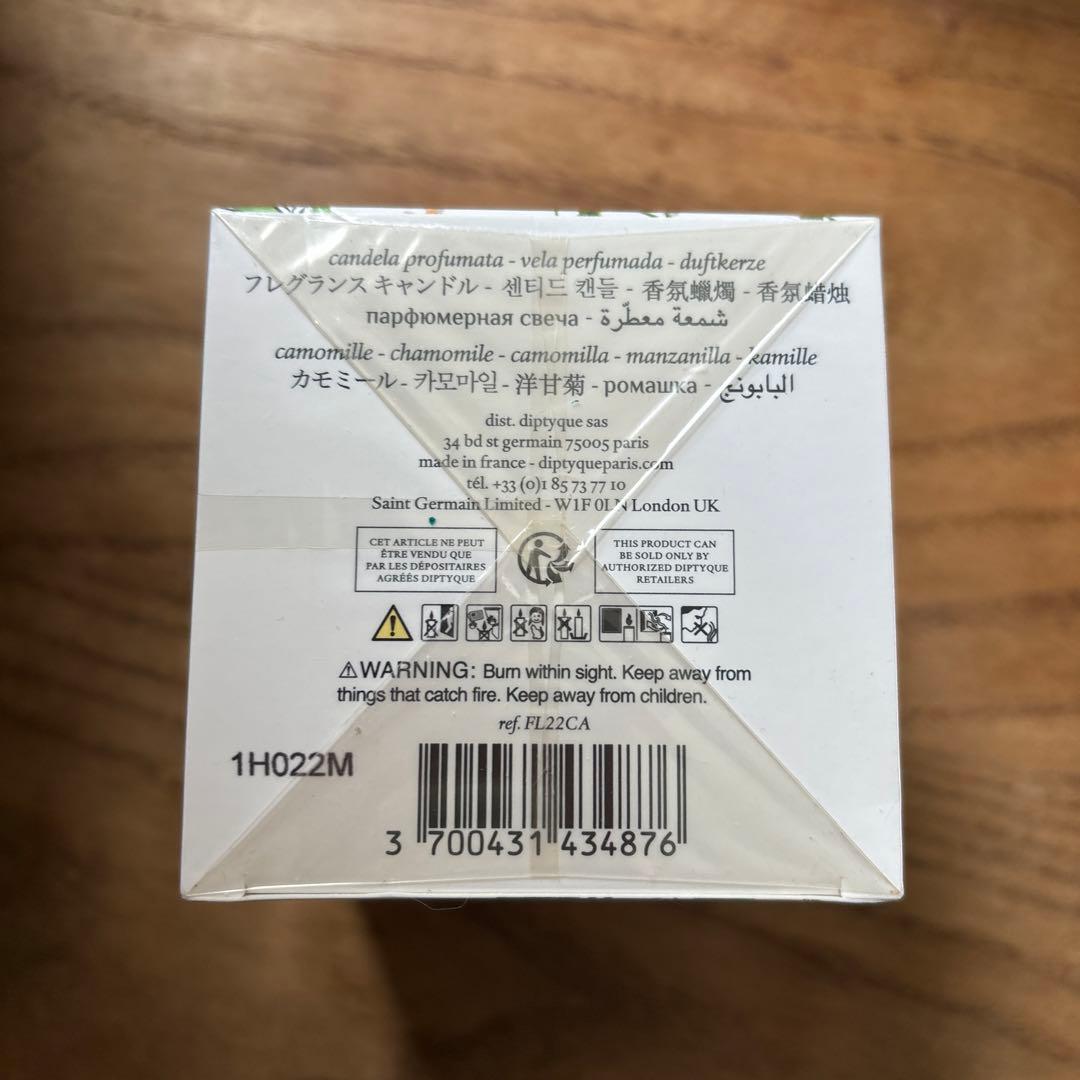 candela profumata - vela perfumada - duftkerze
フレグランス キャンドル - 센티드 캔들 - 香氛蠟燭 - 香氛蜡烛
парфюмерная свеча - شمعة معطّرة
camomille - chamomile - camomilla - manzanilla - kamille
カモミール - 카모마일 - 洋甘菊 - ромашка - البابونج
dist. diptyque sas
34 bd st germain 75005 paris
made in france - diptyqueparis.com
tél. +33 (0)1 85 73 77 10
Saint Germain Limited - W1F 0LN London UK
CET ARTICLE NE PEUT
ÊTRE VENDU QUE
PAR LES DÉPOSITAIRES
AGRÉÉS DIPTYQUE
THIS PRODUCT CAN
BE SOLD ONLY BY
AUTHORIZED DIPTYQUE
RETAILERS
⚠WARNING: Burn within sight. Keep away from
things that catch fire. Keep away from children.
ref. FL22CA
1H022M
3 700431 434876